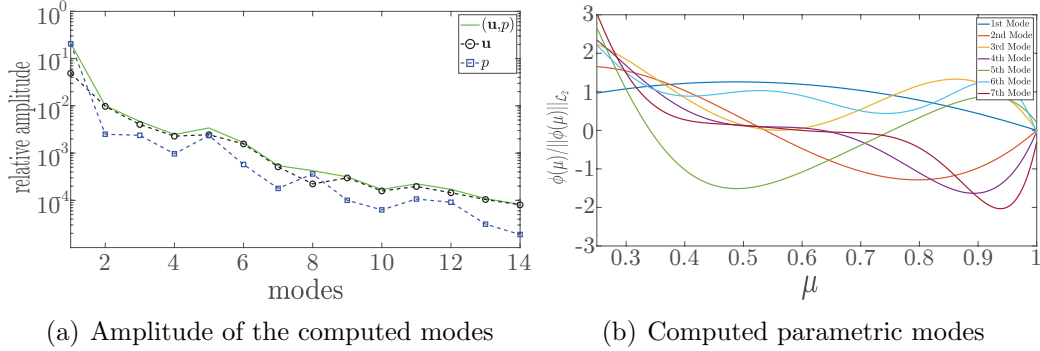 10^0
10^-1
10^-2
10^-3
10^-4
relative amplitude
2 4 6 8 10 12 14
modes
(u,p)
u
p
(a) Amplitude of the computed modes
3
2
1
0
-1
-2
-3
ϕ(μ)/||ϕ(μ)||_{L_2}
0.3 0.4 0.5 0.6 0.7 0.8 0.9 1
μ
1st Mode
2nd Mode
3rd Mode
4th Mode
5th Mode
6th Mode
7th Mode
(b) Computed parametric modes